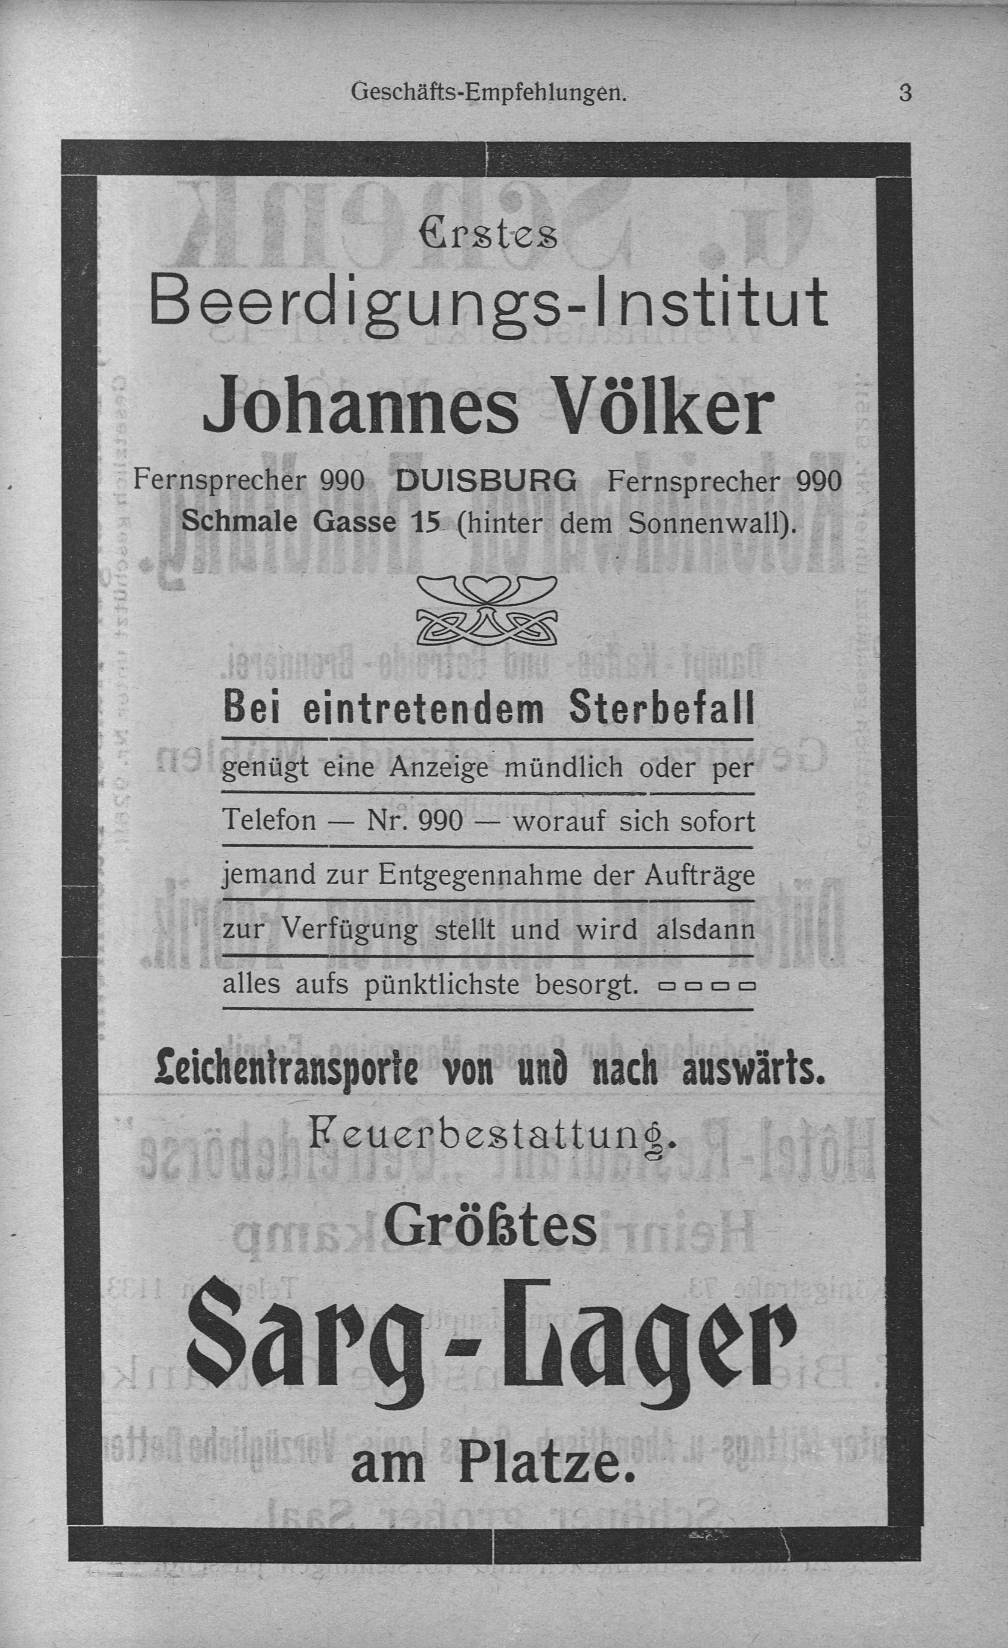 Geschäfts-Empfehlungen. 3
Erstes
Beerdigungs-Institut
Johannes Völker
Fernsprecher 990 DUISBURG Fernsprecher 990
Schmale Gasse 15 (hinter dem Sonnenwall).
Bei eintretendem Sterbefall
genügt eine Anzeige mündlich oder per
Telefon — Nr. 990 — worauf sich sofort
jemand zur Entgegennahme der Aufträge
zur Verfügung stellt und wird alsdann
alles aufs pünktlichste besorgt.
Leichentransporte von und nach auswärts.
Feuerbestattung.
Größtes
Sarg-Lager
am Platze.